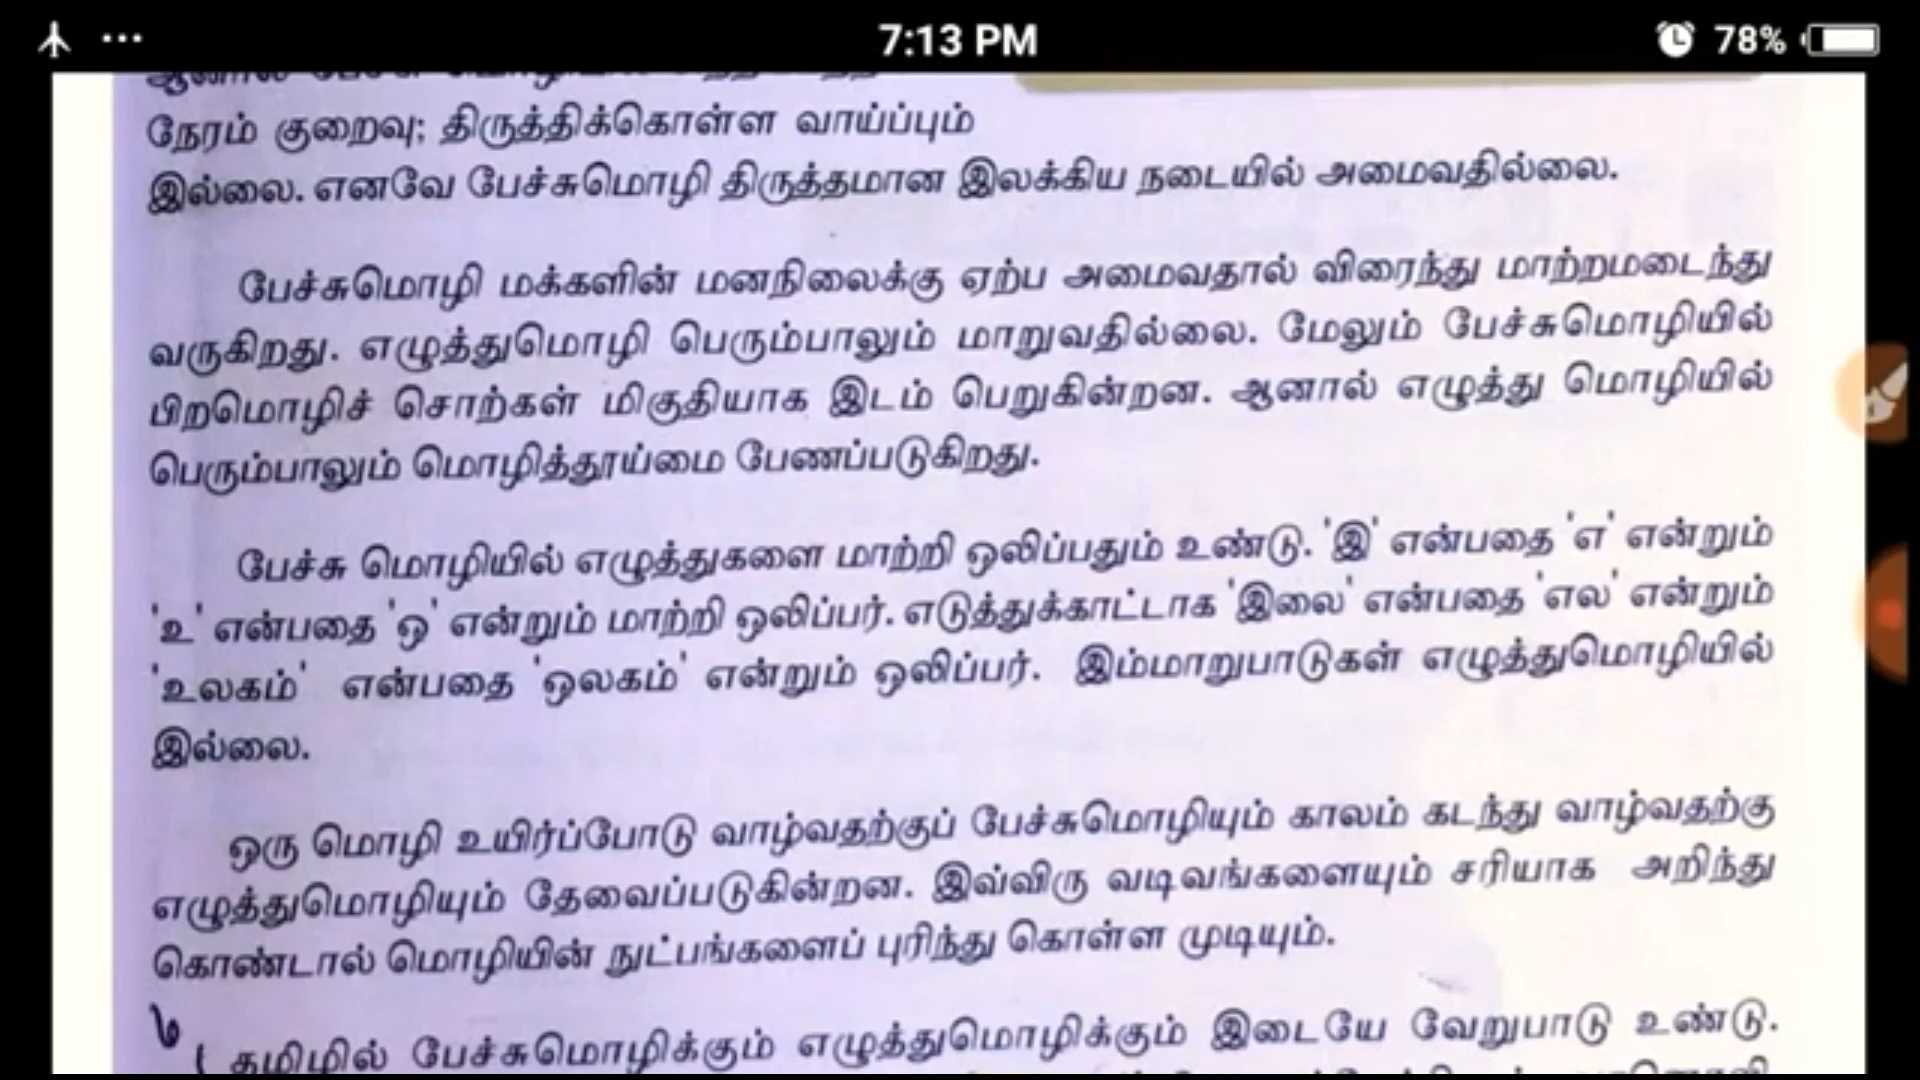 7:13 PM
78%
நேரம் குறைவு; திருத்திக்கொள்ள வாய்ப்பும்
இல்லை. எனவே பேச்சுமொழி திருத்தமான இலக்கிய நடையில் அமைவதில்லை.
பேச்சுமொழி மக்களின் மனநிலைக்கு ஏற்ப அமைவதால் விரைந்து மாற்றமடைந்து
வருகிறது. எழுத்துமொழி பெரும்பாலும் மாறுவதில்லை. மேலும் பேச்சுமொழியில்
பிறமொழிச் சொற்கள் மிகுதியாக இடம் பெறுகின்றன. ஆனால் எழுத்து மொழியில்
பெரும்பாலும் மொழித்தூய்மை பேணப்படுகிறது.
பேச்சு மொழியில் எழுத்துகளை மாற்றி ஒலிப்பதும் உண்டு. 'இ' என்பதை 'எ' என்றும்
'உ' என்பதை 'ஒ' என்றும் மாற்றி ஒலிப்பர். எடுத்துக்காட்டாக 'இலை' என்பதை 'எல' என்றும்
'உலகம்' என்பதை 'ஒலகம்' என்றும் ஒலிப்பர். இம்மாறுபாடுகள் எழுத்துமொழியில்
இல்லை.
ஒரு மொழி உயிர்ப்போடு வாழ்வதற்குப் பேச்சுமொழியும் காலம் கடந்து வாழ்வதற்கு
எழுத்துமொழியும் தேவைப்படுகின்றன. இவ்விரு வடிவங்களையும் சரியாக அறிந்து
கொண்டால் மொழியின் நுட்பங்களைப் புரிந்து கொள்ள முடியும்.
தமிழில் பேச்சுமொழிக்கும் எழுத்துமொழிக்கும் இடையே வேறுபாடு உண்டு.